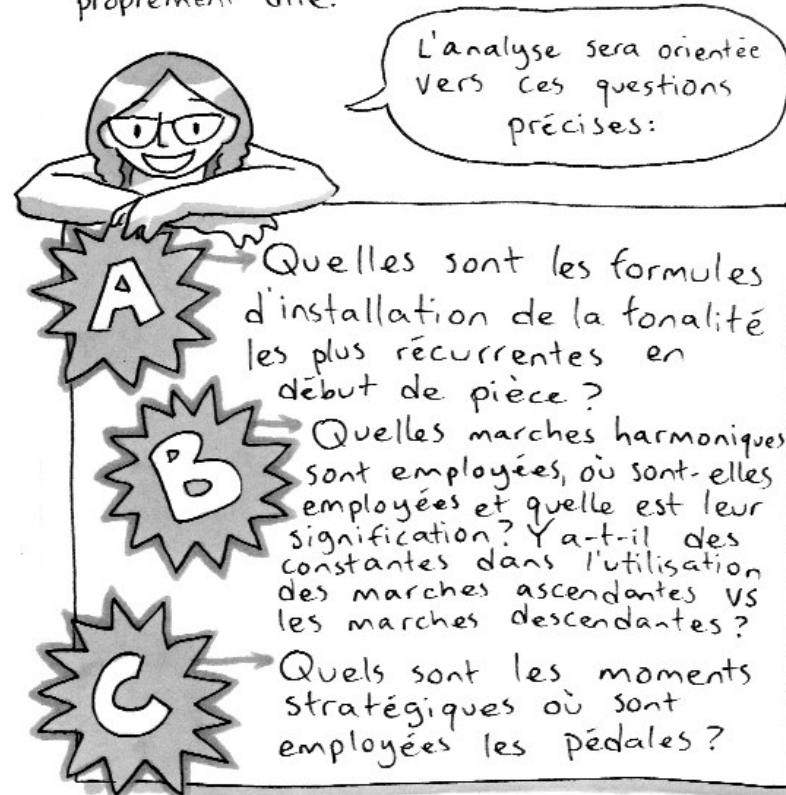 proprement dite.
L'analyse sera orientée
vers ces questions
précises:
A
Quelles sont les formules
d'installation de la tonalité
les plus récurrentes en
début de pièce ?
B
Quelles marches harmoniques
sont employées, où sont-elles
employées et quelle est leur
signification? Y a-t-il des
constantes dans l'utilisation
des marches ascendantes vs
les marches descendantes ?
C
Quels sont les moments
stratégiques où sont
employées les pédales ?